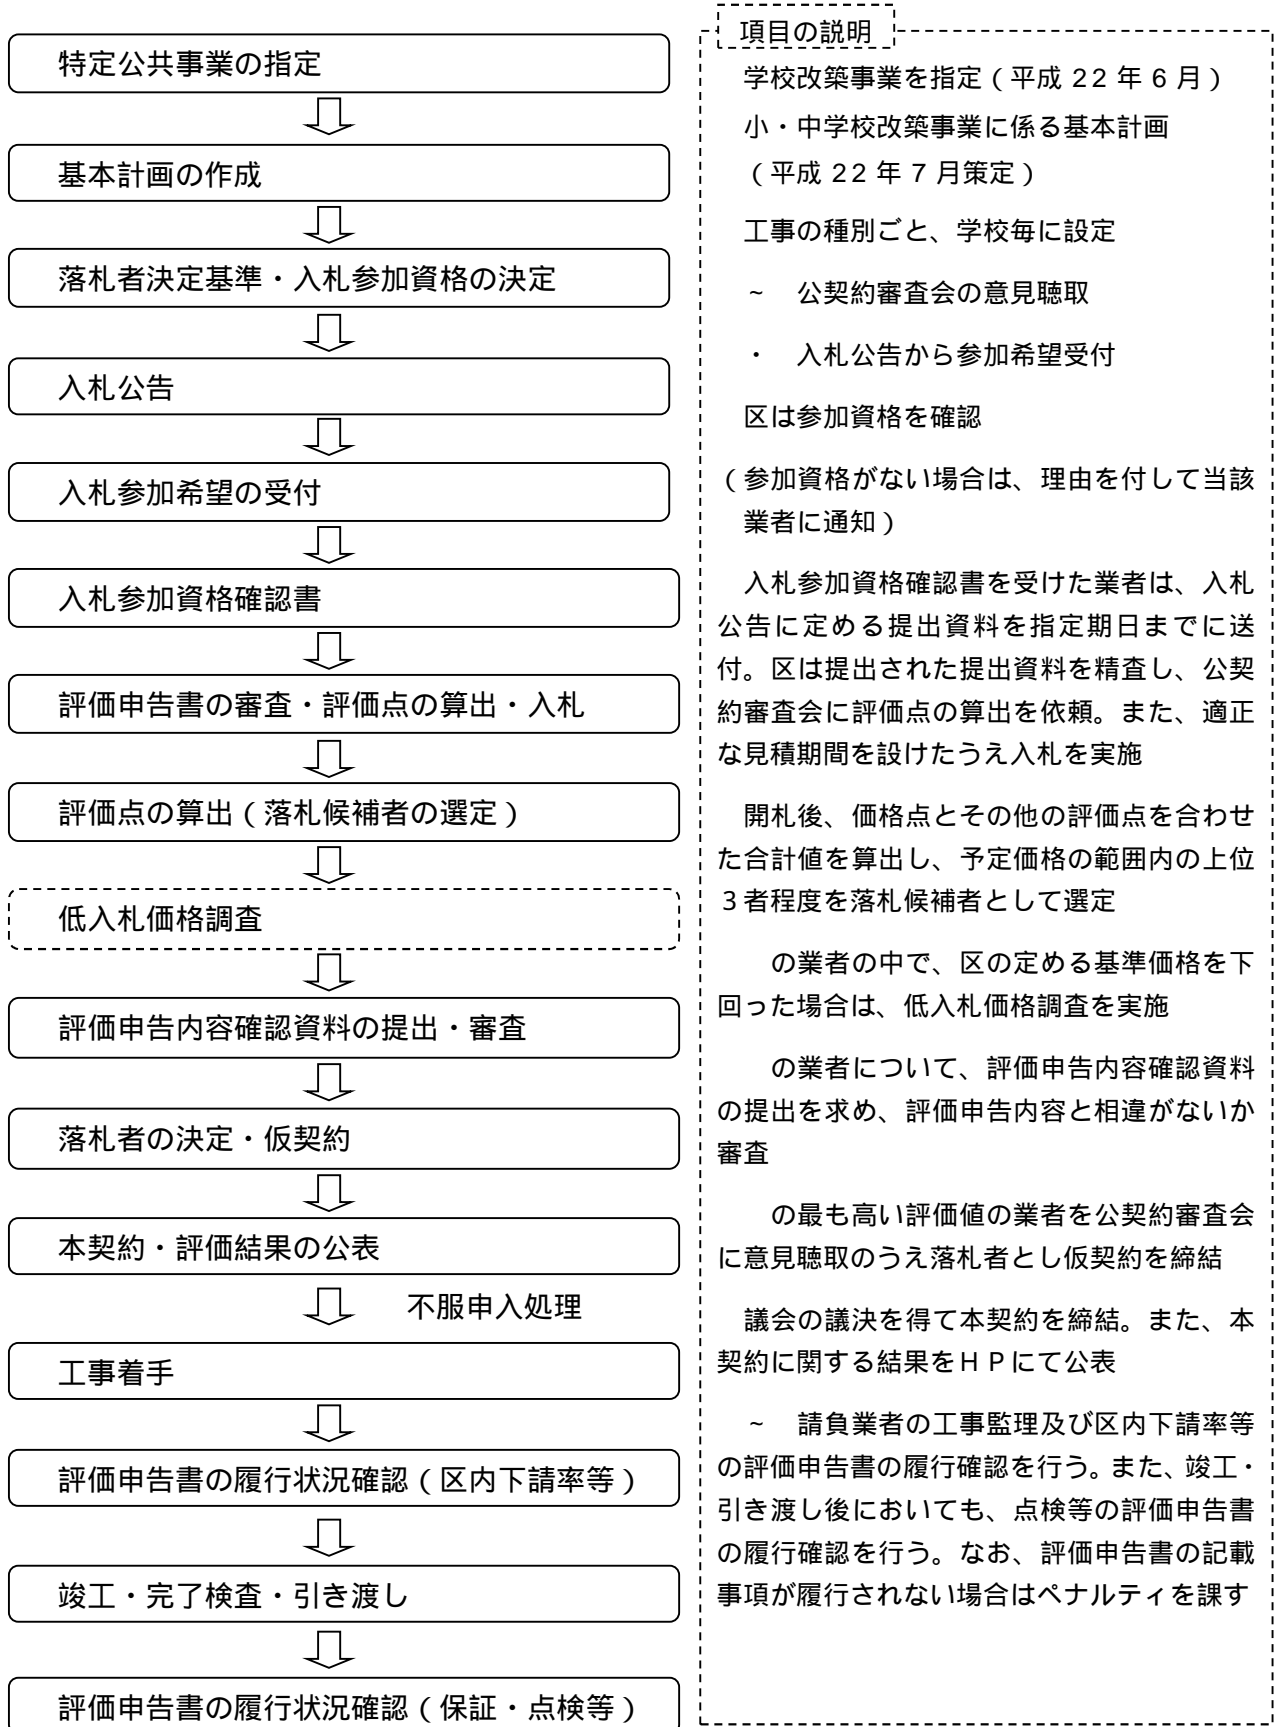 特定公共事業の指定
基本計画の作成
落札者決定基準・入札参加資格の決定
入札公告
入札参加希望の受付
入札参加資格確認書
評価申告書の審査・評価点の算出・入札
評価点の算出（落札候補者の選定）
低入札価格調査
評価申告内容確認資料の提出・審査
落札者の決定・仮契約
本契約・評価結果の公表
不服申入処理
工事着手
評価申告書の履行状況確認（区内下請率等）
竣工・完了検査・引き渡し
評価申告書の履行状況確認（保証・点検等）
項目の説明
学校改築事業を指定（平成 22 年 6 月）
小・中学校改築事業に係る基本計画
（平成 22 年 7 月策定）
工事の種別ごと、学校毎に設定
~　公契約審査会の意見聴取
・　入札公告から参加希望受付
区は参加資格を確認
（参加資格がない場合は、理由を付して当該
業者に通知）
入札参加資格確認書を受けた業者は、入札
公告に定める提出資料を指定期日までに送
付。区は提出された提出資料を精査し、公契
約審査会に評価点の算出を依頼。また、適正
な見積期間を設けたうえ入札を実施
開札後、価格点とその他の評価点を合わせ
た合計値を算出し、予定価格の範囲内の上位
３者程度を落札候補者として選定
の業者の中で、区の定める基準価格を下
回った場合は、低入札価格調査を実施
の業者について、評価申告内容確認資料
の提出を求め、評価申告内容と相違がないか
審査
の最も高い評価値の業者を公契約審査会
に意見聴取のうえ落札者とし仮契約を締結
議会の議決を得て本契約を締結。また、本
契約に関する結果をＨＰにて公表
~　請負業者の工事監理及び区内下請率等
の評価申告書の履行確認を行う。また、竣工・
引き渡し後においても、点検等の評価申告書
の履行確認を行う。なお、評価申告書の記載
事項が履行されない場合はペナルティを課す